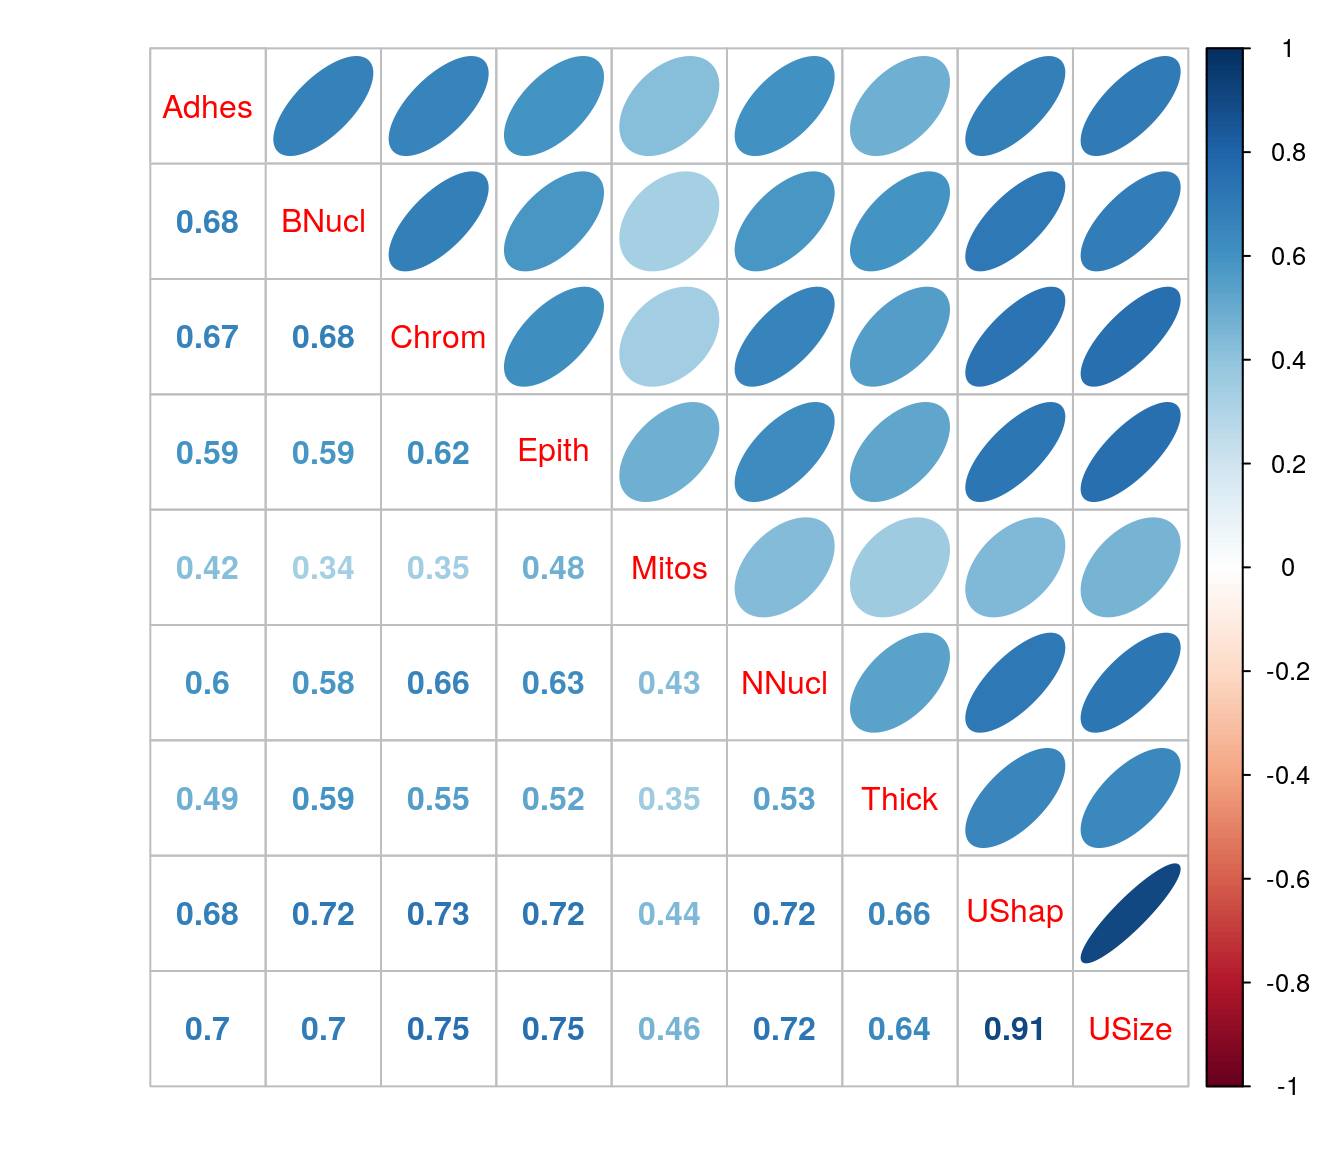 Adhes
0.68 BNucl
0.67 0.68 Chrom
0.59 0.59 0.62 Epith
0.42 0.34 0.35 0.48 Mitos
0.6 0.58 0.66 0.63 0.43 NNucl
0.49 0.59 0.55 0.52 0.35 0.53 Thick
0.68 0.72 0.73 0.72 0.44 0.72 0.66 UShap
0.7 0.7 0.75 0.75 0.46 0.72 0.64 0.91 USize
1
0.8
0.6
0.4
0.2
0
-0.2
-0.4
-0.6
-0.8
-1